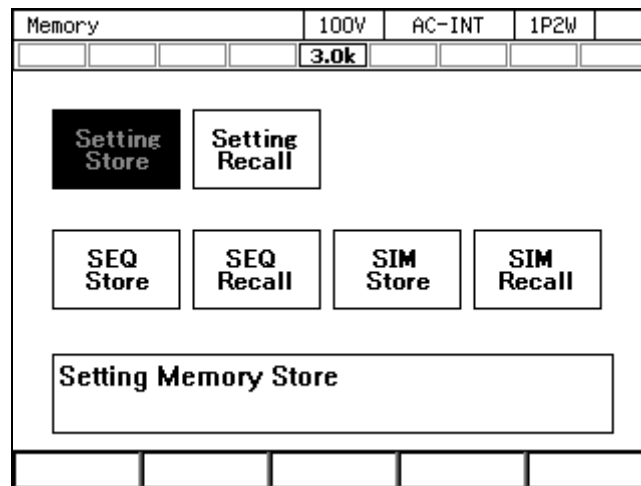 Memory 100V AC-INT 1P2W
3.0k
Setting Setting
Store Recall
SEQ SEQ SIM SIM
Store Recall Store Recall
Setting Memory Store